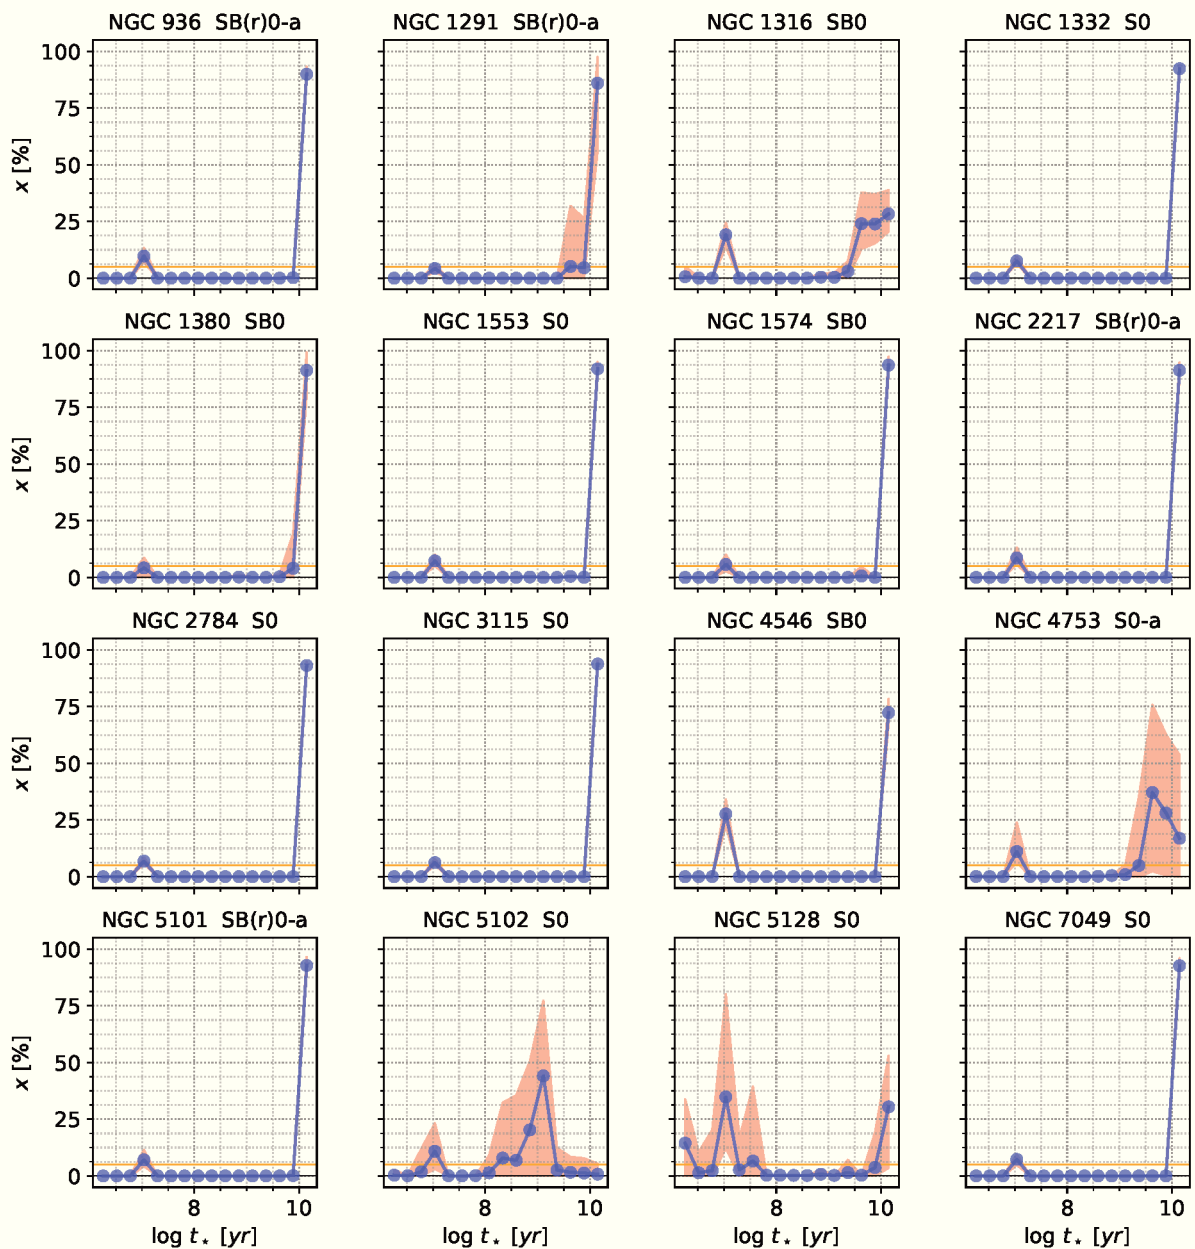 NGC 936 SB(r)0-a NGC 1291 SB(r)0-a NGC 1316 SB0 NGC 1332 S0
100
75
50
25
0
x [%]
NGC 1380 SB0 NGC 1553 S0 NGC 1574 SB0 NGC 2217 SB(r)0-a
100
75
50
25
0
x [%]
NGC 2784 S0 NGC 3115 S0 NGC 4546 SB0 NGC 4753 S0-a
100
75
50
25
0
x [%]
NGC 5101 SB(r)0-a NGC 5102 S0 NGC 5128 S0 NGC 7049 S0
100
75
50
25
0
x [%]
8 10 8 10 8 10 8 10
log t⋆ [yr] log t⋆ [yr] log t⋆ [yr] log t⋆ [yr]